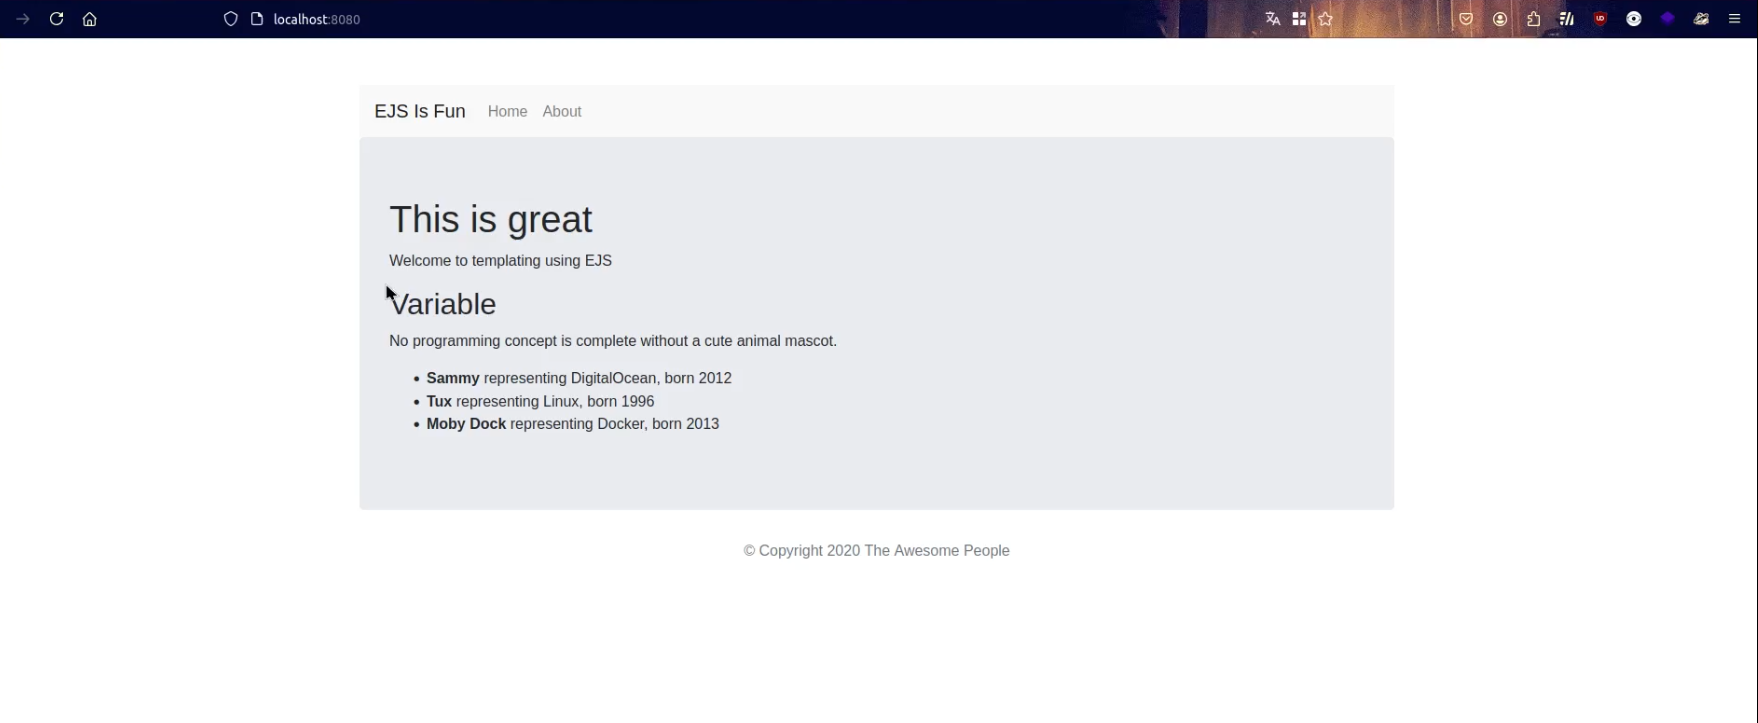 localhost:8080
EJS Is Fun Home About
This is great
Welcome to templating using EJS
Variable
No programming concept is complete without a cute animal mascot.
• Sammy representing DigitalOcean, born 2012
• Tux representing Linux, born 1996
• Moby Dock representing Docker, born 2013
© Copyright 2020 The Awesome People